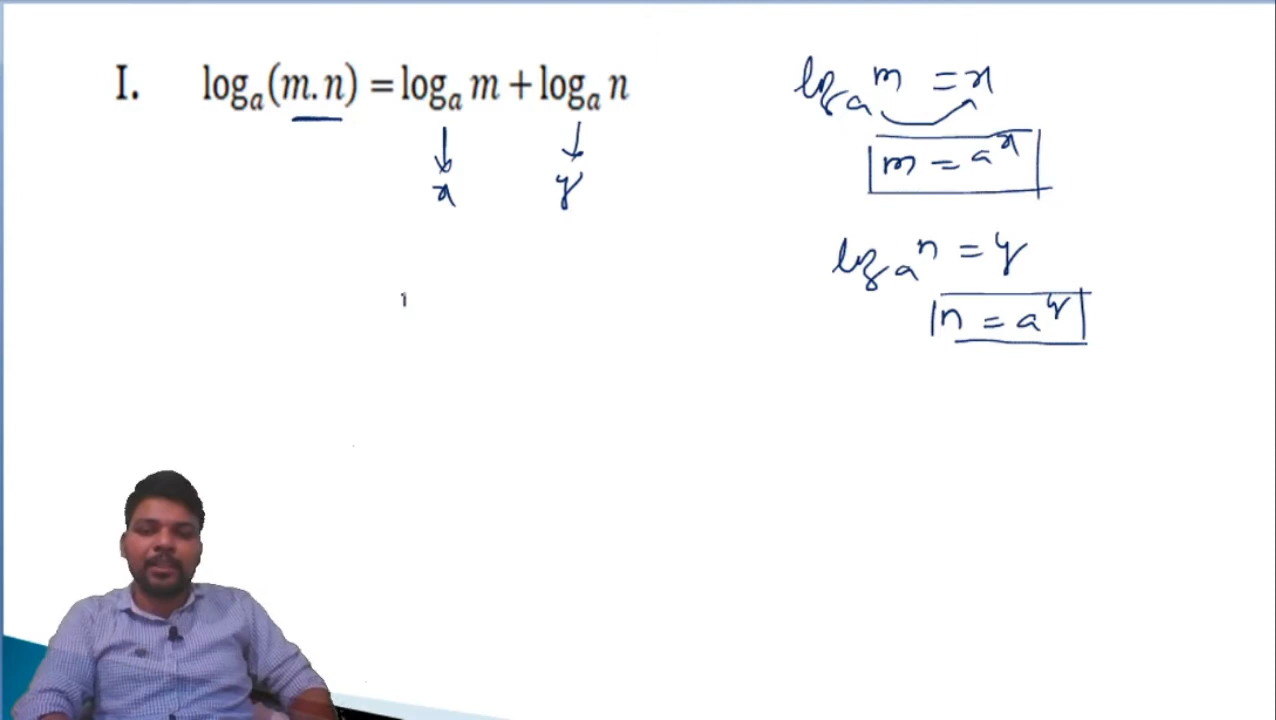 I. logₐ(m.n) = logₐ m + logₐ n
x y
logₐ m = x
m = aˣ
logₐ n = y
n = aʸ